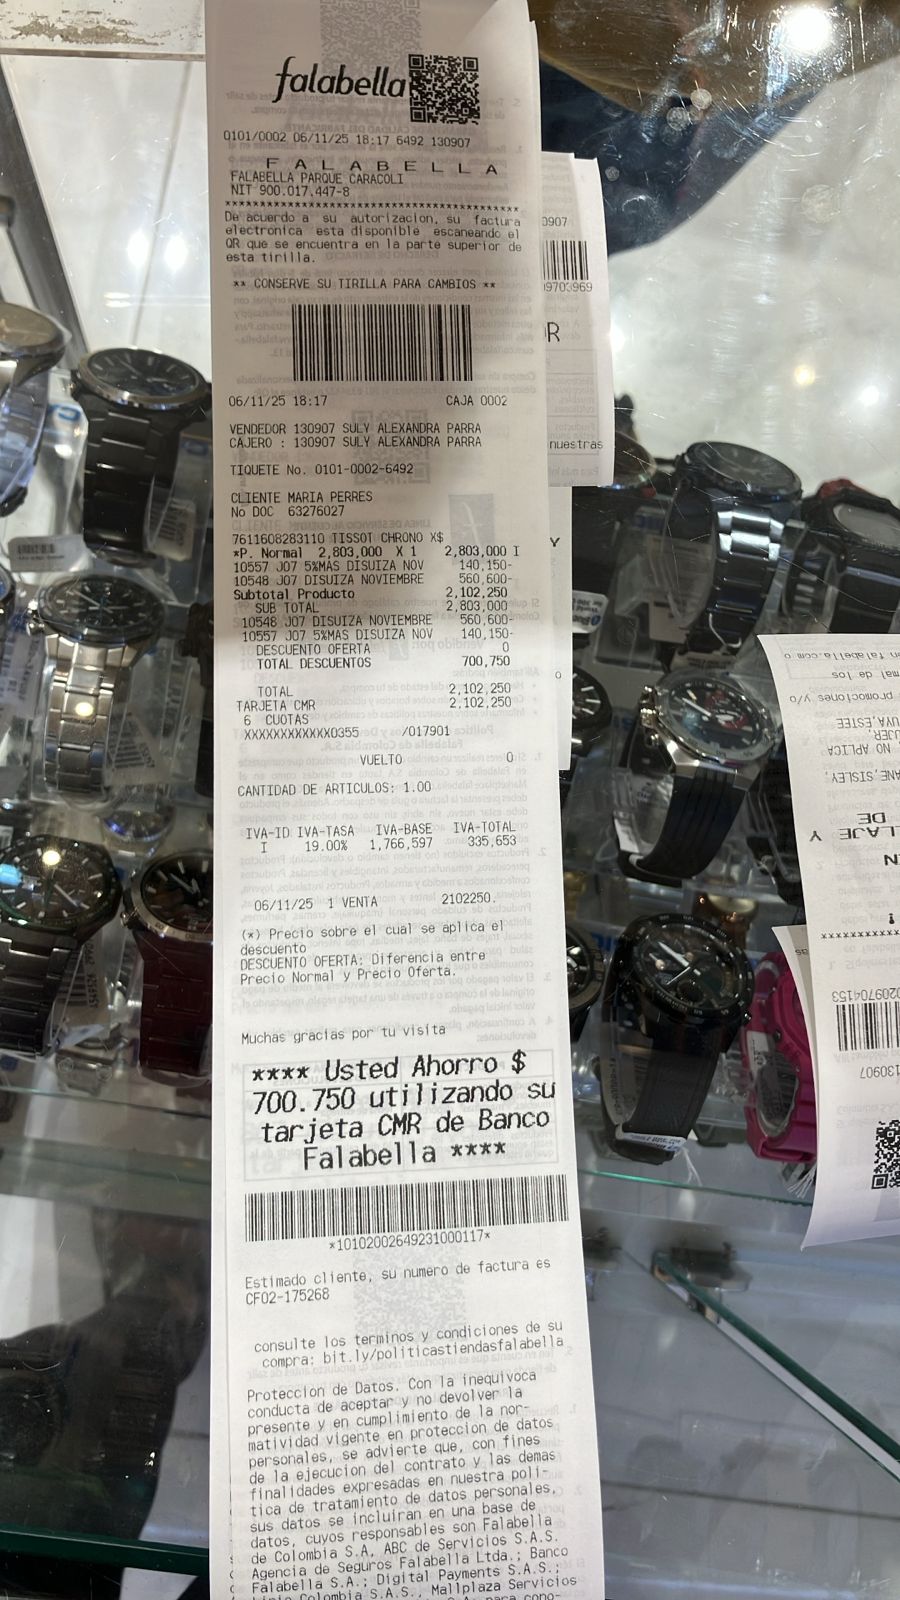 falabella
0101/0002 06/11/25 18:17 6492 130907
F A L A B E L L A
FALABELLA PARQUE CARACOLI
NIT 900.017.447-8
De acuerdo a su autorizacion, su factura
electronica esta disponible escaneando el
QR que se encuentra en la parte superior de
esta tirilla.
** CONSERVE SU TIRILLA PARA CAMBIOS **
06/11/25 18:17 CAJA 0002
VENDEDOR 130907 SULY ALEXANDRA PARRA
CAJERO : 130907 SULY ALEXANDRA PARRA
TIQUETE No. 0101-0002-6492
CLIENTE MARIA PERRES
No DOC 63276027
7611608283110 TISSOT CHRONO X$
*P. Normal 2,803,000 X 1 2,803,000 I
10557 J07 5%MAS DISUIZA NOV 140,150-
10548 J07 DISUIZA NOVIEMBRE 560,600-
Subtotal Producto 2,102,250
SUB TOTAL 2,803,000
10548 J07 DISUIZA NOVIEMBRE 560,600-
10557 J07 5%MAS DISUIZA NOV 140,150-
DESCUENTO OFERTA 0
TOTAL DESCUENTOS 700,750
TOTAL 2,102,250
TARJETA CMR 2,102,250
6 CUOTAS
XXXXXXXXXXXX0355 /017901
VUELTO 0
CANTIDAD DE ARTICULOS: 1.00
IVA-ID IVA-TASA IVA-BASE IVA-TOTAL
I 19.00% 1,766,597 335,653
06/11/25 1 VENTA 2102250.
(*) Precio sobre el cual se aplica el
descuento
DESCUENTO OFERTA: Diferencia entre
Precio Normal y Precio Oferta.
Muchas gracias por tu visita
**** Usted Ahorro $
700.750 utilizando su
tarjeta CMR de Banco
Falabella ****
*10102002649231000117*
Estimado cliente, su numero de factura es
CF02-175268
consulte los terminos y condiciones de su
compra: bit.ly/politicastiendasfalabella
Proteccion de Datos. Con la inequivoca
conducta de aceptar y no devolver la
presente y en cumplimiento de la nor-
matividad vigente en proteccion de datos
personales, se advierte que, con fines
de la ejecucion del contrato y las demas
finalidades expresadas en nuestra poli-
tica de tratamiento de datos personales,
sus datos se incluiran en una base de
datos, cuyos responsables son Falabella
de Colombia S.A, ABC de Servicios S.A.S.
Agencia de Seguros Falabella Ltda.; Banco
Falabella S.A.; Digital Payments S.A.S.;
Colombia S.A.S., Mallplaza Servicios
0907
R
nuestras
Y